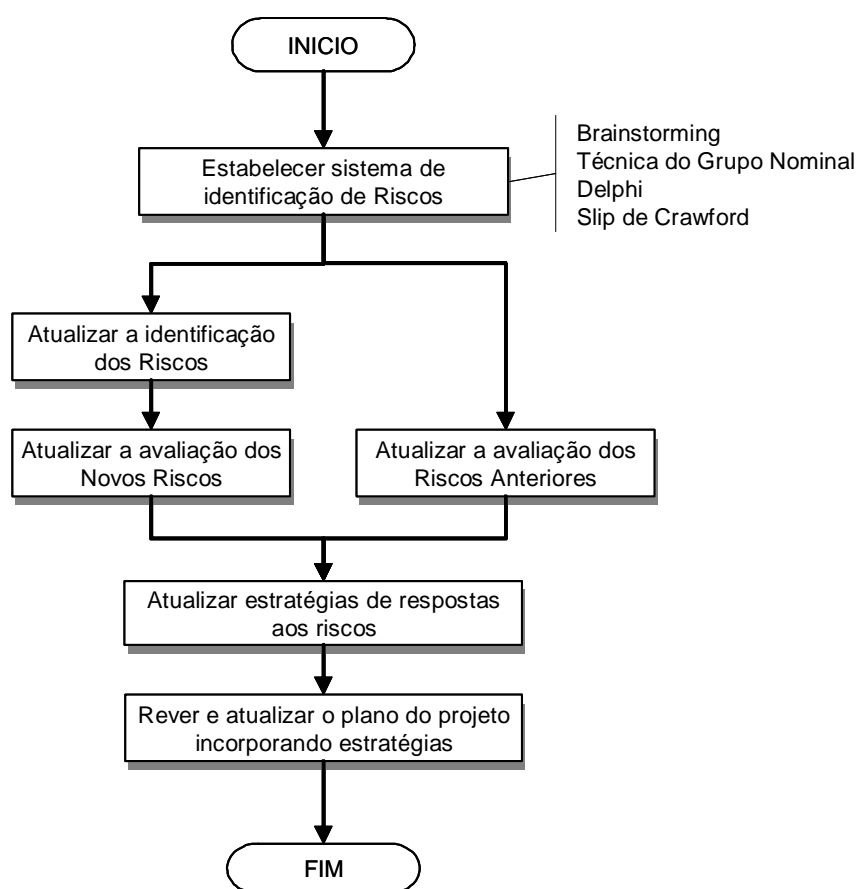 INICIO
Estabelecer sistema de
identificação de Riscos
Brainstorming
Técnica do Grupo Nominal
Delphi
Slip de Crawford
Atualizar a identificação
dos Riscos
Atualizar a avaliação dos
Novos Riscos
Atualizar a avaliação dos
Riscos Anteriores
Atualizar estratégias de respostas
aos riscos
Rever e atualizar o plano do projeto
incorporando estratégias
FIM